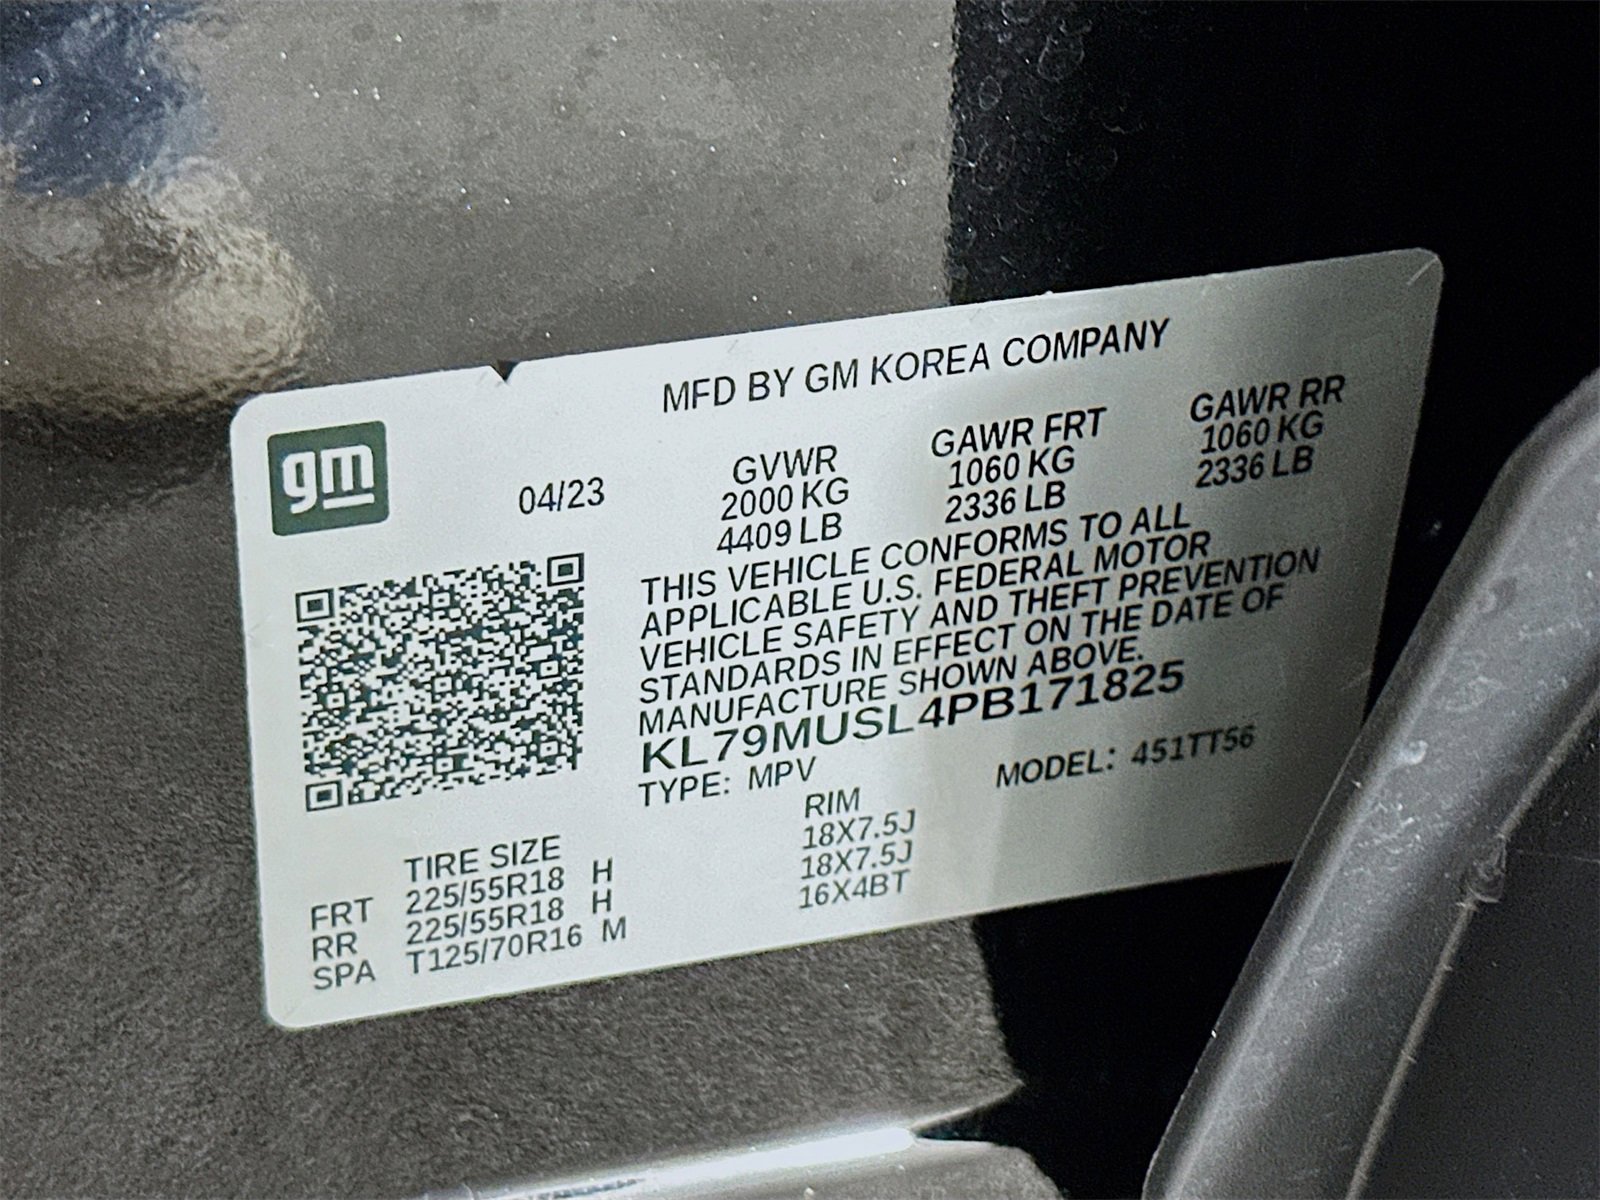 MFD BY GM KOREA COMPANY
gm
04/23
GVWR GAWR FRT GAWR RR
2000 KG 1060 KG 1060 KG
4409 LB 2336 LB 2336 LB
THIS VEHICLE CONFORMS TO ALL
APPLICABLE U.S. FEDERAL MOTOR
VEHICLE SAFETY AND THEFT PREVENTION
STANDARDS IN EFFECT ON THE DATE OF
MANUFACTURE SHOWN ABOVE.
KL79MUSL4PB171825
TYPE: MPV MODEL: 451TT56
TIRE SIZE RIM
FRT 225/55R18 H 18X7.5J
RR 225/55R18 H 18X7.5J
SPA T125/70R16 M 16X4BT